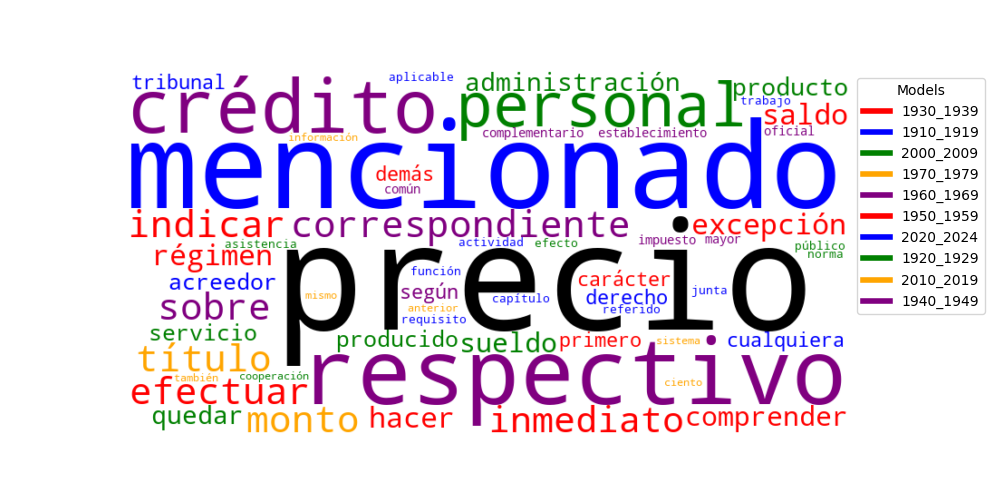 tribunal
aplicable
administración
producto
crédito
personal
trabajo
saldo
complementario
establecimiento
oficial
información
mencionado
demás
común
indicar
correspondiente
excepción
asistencia
actividad
efecto
impuesto
mayor
público
norma
régimen
precio
función
carácter
acreedor
según
capítulo
derecho
junta
mismo
sobre
anterior
referido
requisito
servicio
producido
sueldo
primero
sistema
cualquiera
título
respectivo
también
cooperación
ciento
efectuar
quedar
monto
hacer
inmediato
comprender
Models
1930_1939
1910_1919
2000_2009
1970_1979
1960_1969
1950_1959
2020_2024
1920_1929
2010_2019
1940_1949